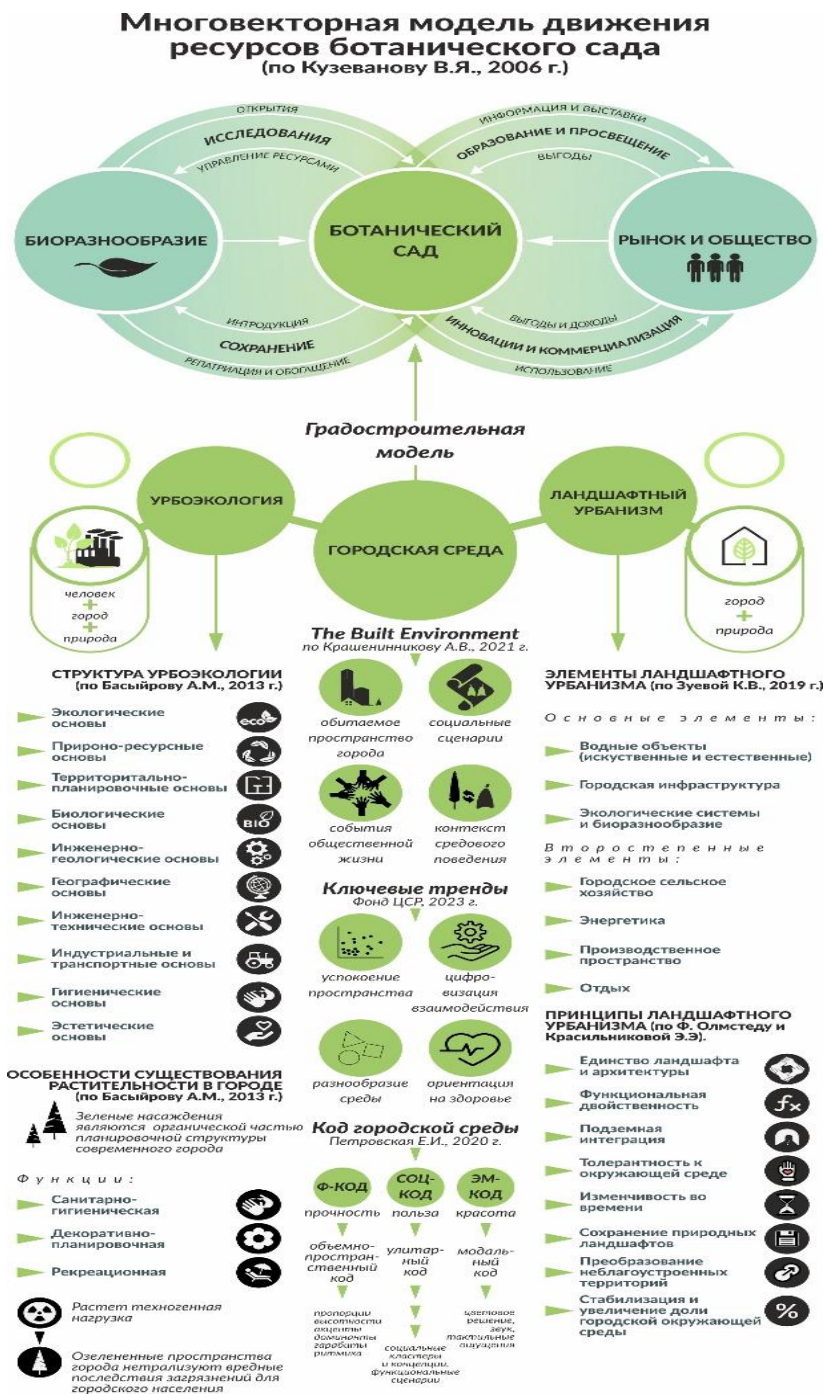 Многовекторная модель движения
ресурсов ботанического сада
(по Кузеванову В.Я., 2006 г.)
ОТКРЫТИЯ
ИССЛЕДОВАНИЯ
УПРАВЛЕНИЕ РЕСУРСАМИ
ИНФОРМАЦИЯ И ВЫСТАВКИ
ОБРАЗОВАНИЕ И ПРОСВЕЩЕНИЕ
ВЫГОДЫ
БИОРАЗНООБРАЗИЕ
БОТАНИЧЕСКИЙ
САД
РЫНОК И ОБЩЕСТВО
ИНТРОДУКЦИЯ
СОХРАНЕНИЕ
РЕПАТРИАЦИЯ И ОБОГАЩЕНИЕ
ВЫГОДЫ И ДОХОДЫ
ИННОВАЦИИ И КОММЕРЦИАЛИЗАЦИЯ
ИСПОЛЬЗОВАНИЕ
Градостроительная
модель
УРБОЭКОЛОГИЯ
ГОРОДСКАЯ СРЕДА
ЛАНДШАФТНЫЙ
УРБАНИЗМ
человек
+
город
+
природа
город
+
природа
The Built Environment
по Крашенинникову А.В., 2021 г.
обитаемое
пространство
города
социальные
сценарии
события
общественной
жизни
контекст
средового
поведения
Ключевые тренды
Фонд ЦСР, 2023 г.
успокоение
пространства
цифро-
визация
взаимодействия
разнообразие
среды
ориентация
на здоровье
Код городской среды
Петровская Е.И., 2020 г.
Ф-КОД
СОЦ-
КОД
ЭМ-
КОД
прочность
польза
красота
объемно-
простран-
ственный
код
улитар-
ный
код
модаль-
ный
код
пропорции
высотности
акценты
доминочты
гарабаты
ритмика
социальные
кластеры
и концепции,
функциональные
сценарии
цветовое
решение,
звук,
тактильные
ощущения
СТРУКТУРА УРБОЭКОЛОГИИ
(по Басыйрову А.М., 2013 г.)
Экологические
основы
eco
Прироно-ресурсные
основы
Территоритально-
планировочные основы
Биологические
основы
BIO
Инженерно-
геологические основы
Географические
основы
Инженерно-
технические основы
Индустриальные и
транспортные основы
Гигиенические
основы
Эстетические
основы
ОСОБЕННОСТИ СУЩЕСТВОВАНИЯ
РАСТИТЕЛЬНОСТИ В ГОРОДЕ
(по Басыйрову А.М., 2013 г.)
Зеленые насаждения
являются органической частью
планировочной структуры
современного города
Функции:
Санитарно-
гигиеническая
Декоративно-
планировочная
Рекреационная
Растет техногенная
нагрузка
Озелененные пространства
города нетрализуют вредные
последствия загрязнений для
городского населения
ЭЛЕМЕНТЫ ЛАНДШАФТНОГО
УРБАНИЗМА (по Зуевой К.В., 2019 г.)
Основные элементы:
Водные объекты
(искуственные и естественные)
Городская инфраструктура
Экологические системы
и биоразнообразие
Второстепенные
элементы:
Городское сельское
хозяйство
Энергетика
Производственное
пространство
Отдых
ПРИНЦИПЫ ЛАНДШАФТНОГО
УРБАНИЗМА (по Ф. Олмстеду и
Красильниковой Э.Э).
Единство ландшафта
и архитектуры
Функциональная
двойственность
fx
Подземная
интеграция
Толерантность к
окружающей среде
Изменчивость во
времени
Сохранение природных
ландшафтов
Преобразование
неблагоустроенных
территорий
Стабилизация и
увеличение доли
городской окружающей
среды
%